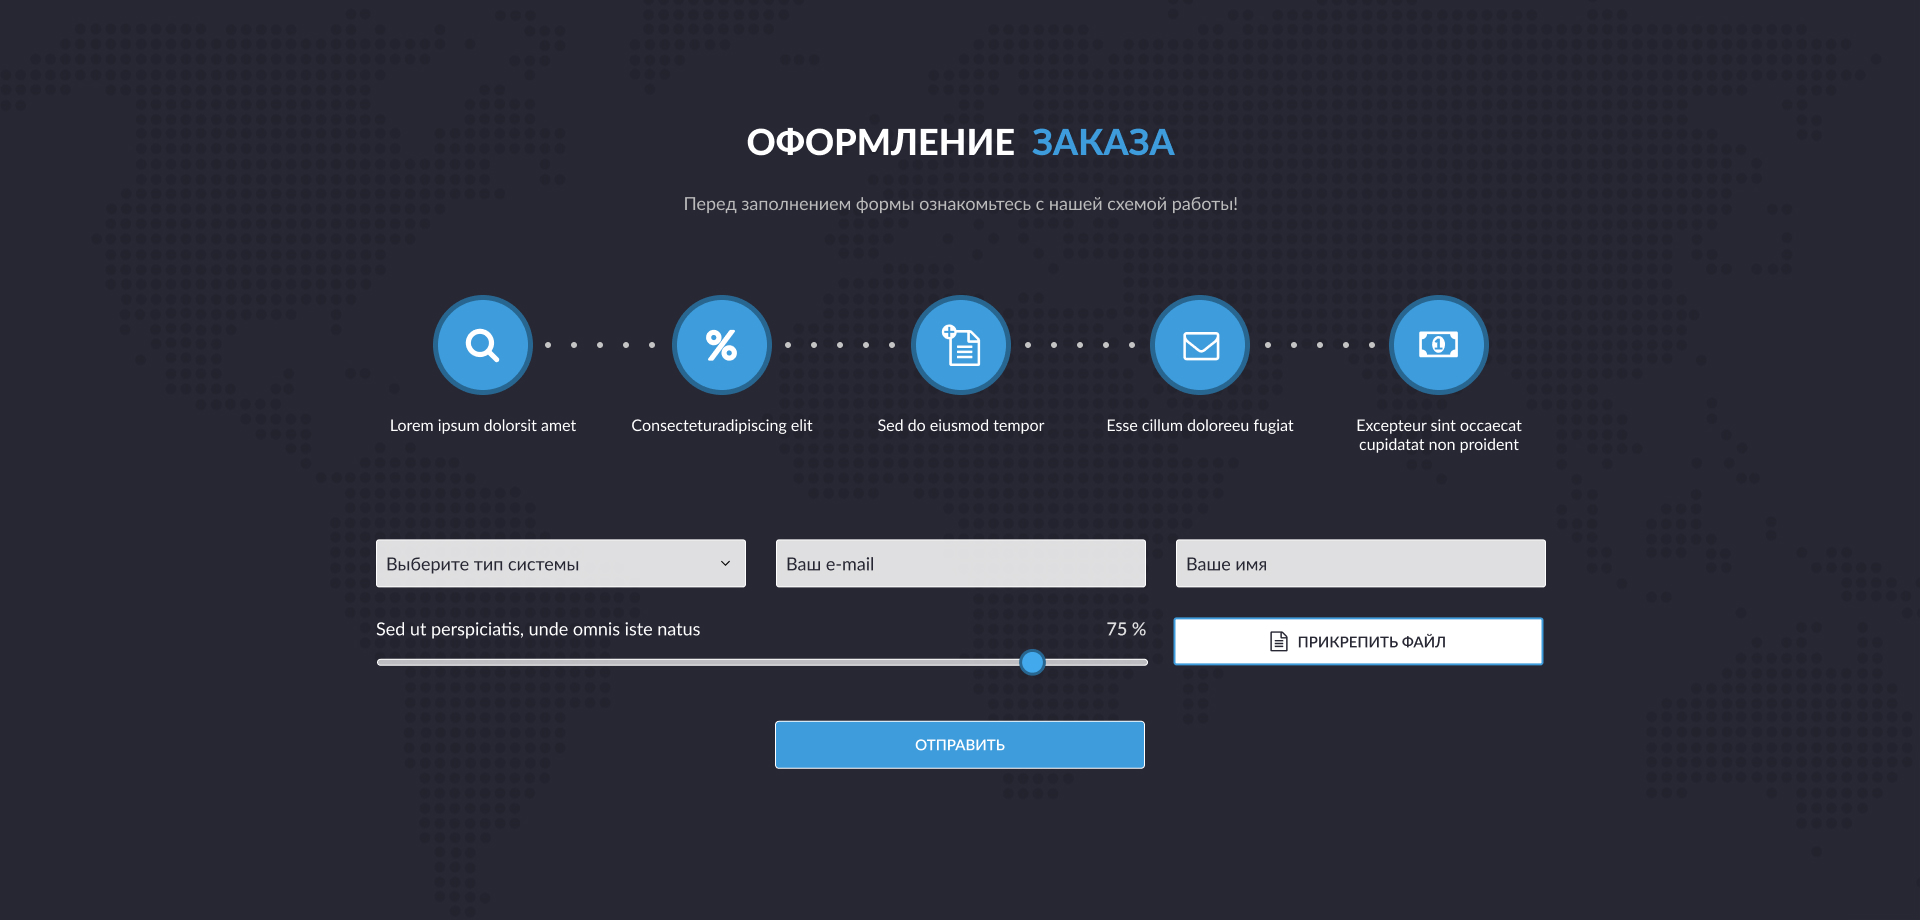 ОФОРМЛЕНИЕ ЗАКАЗА
Перед заполнением формы ознакомьтесь с нашей схемой работы!
%
1
Lorem ipsum dolorsit amet
Consecteturadipiscing elit
Sed do eiusmod tempor
Esse cillum doloreeu fugiat
Excepteur sint occaecat
cupidatat non proident
Выберите тип системы
Ваш e-mail
Ваше имя
Sed ut perspiciatis, unde omnis iste natus
75 %
ПРИКРЕПИТЬ ФАЙЛ
ОТПРАВИТЬ